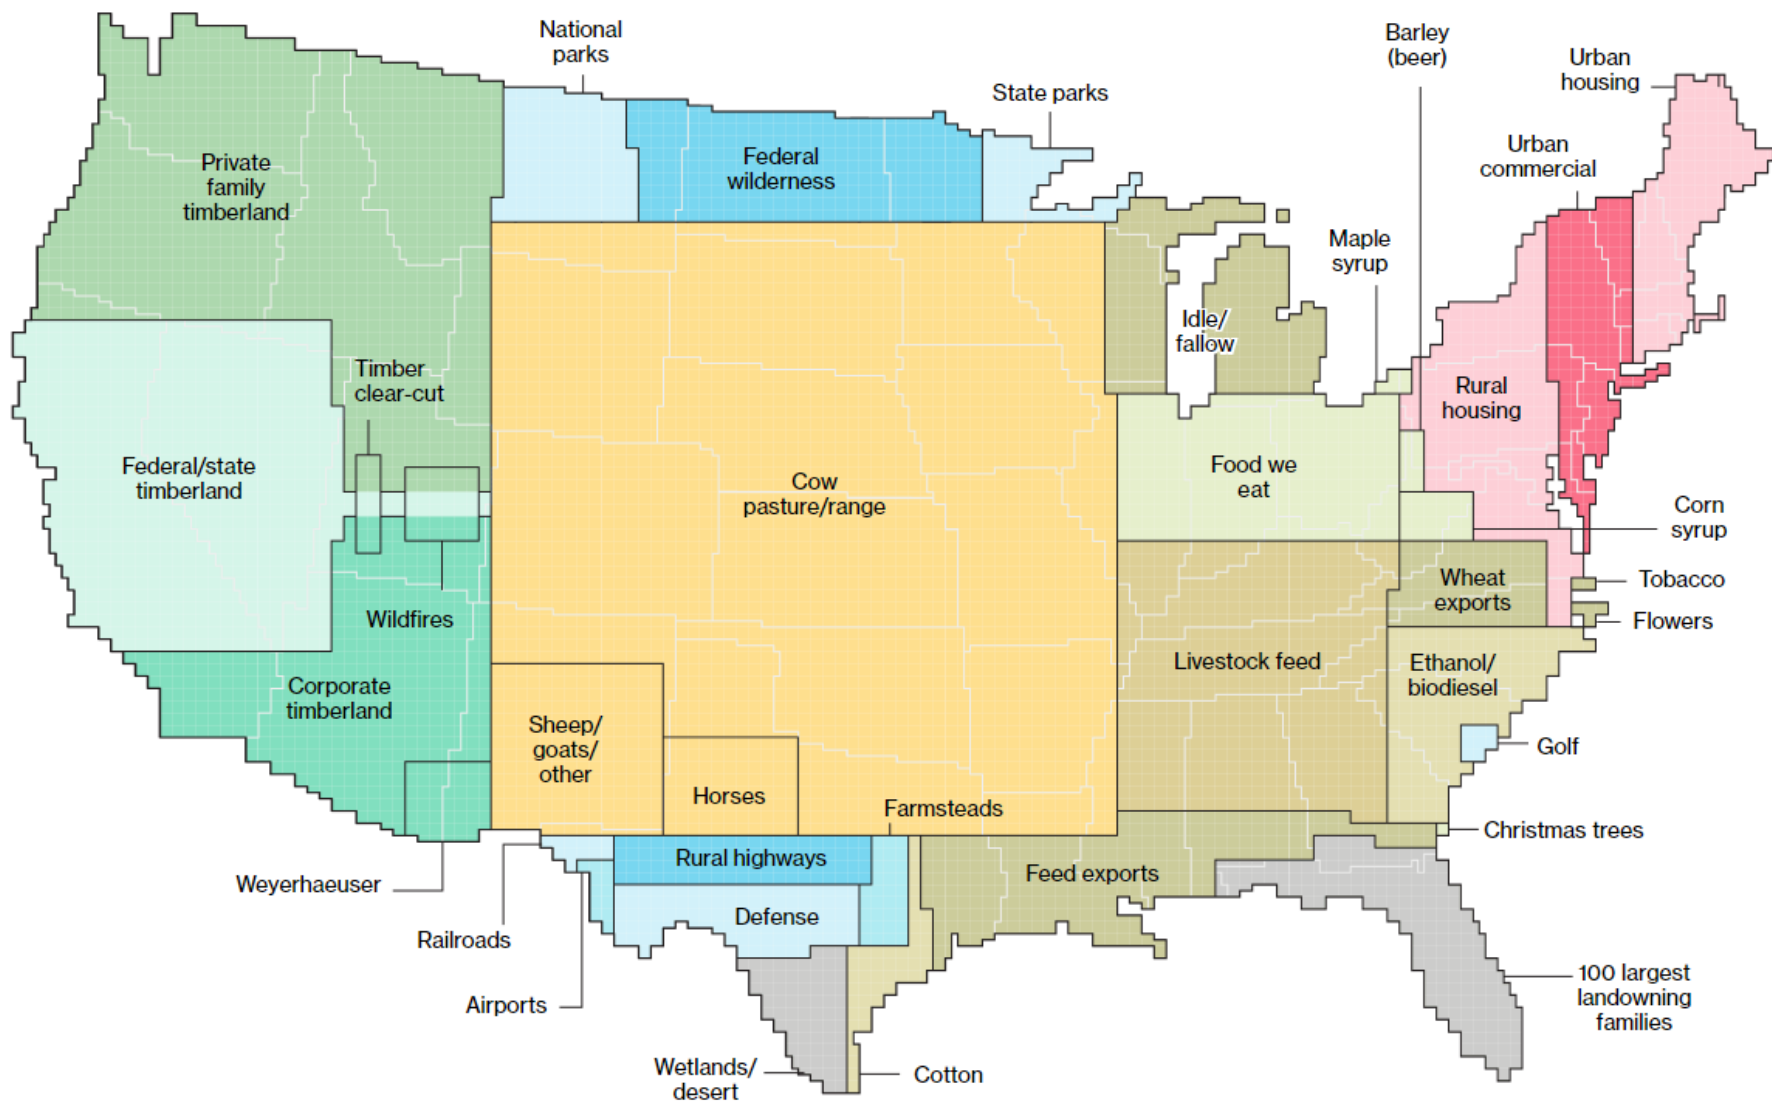 National
parks
Barley
(beer)
Urban
housing
State parks
Urban
commercial
Private
family
timberland
Federal
wilderness
Maple
syrup
Idle/
fallow
Timber
clear-cut
Rural
housing
Federal/state
timberland
Cow
pasture/range
Food we
eat
Corn
syrup
Wheat
exports
Tobacco
Wildfires
Flowers
Livestock feed
Ethanol/
biodiesel
Corporate
timberland
Sheep/
goats/
other
Golf
Horses
Farmsteads
Christmas trees
Rural highways
Feed exports
Weyerhaeuser
Defense
Railroads
100 largest
landowning
families
Airports
Wetlands/
desert
Cotton